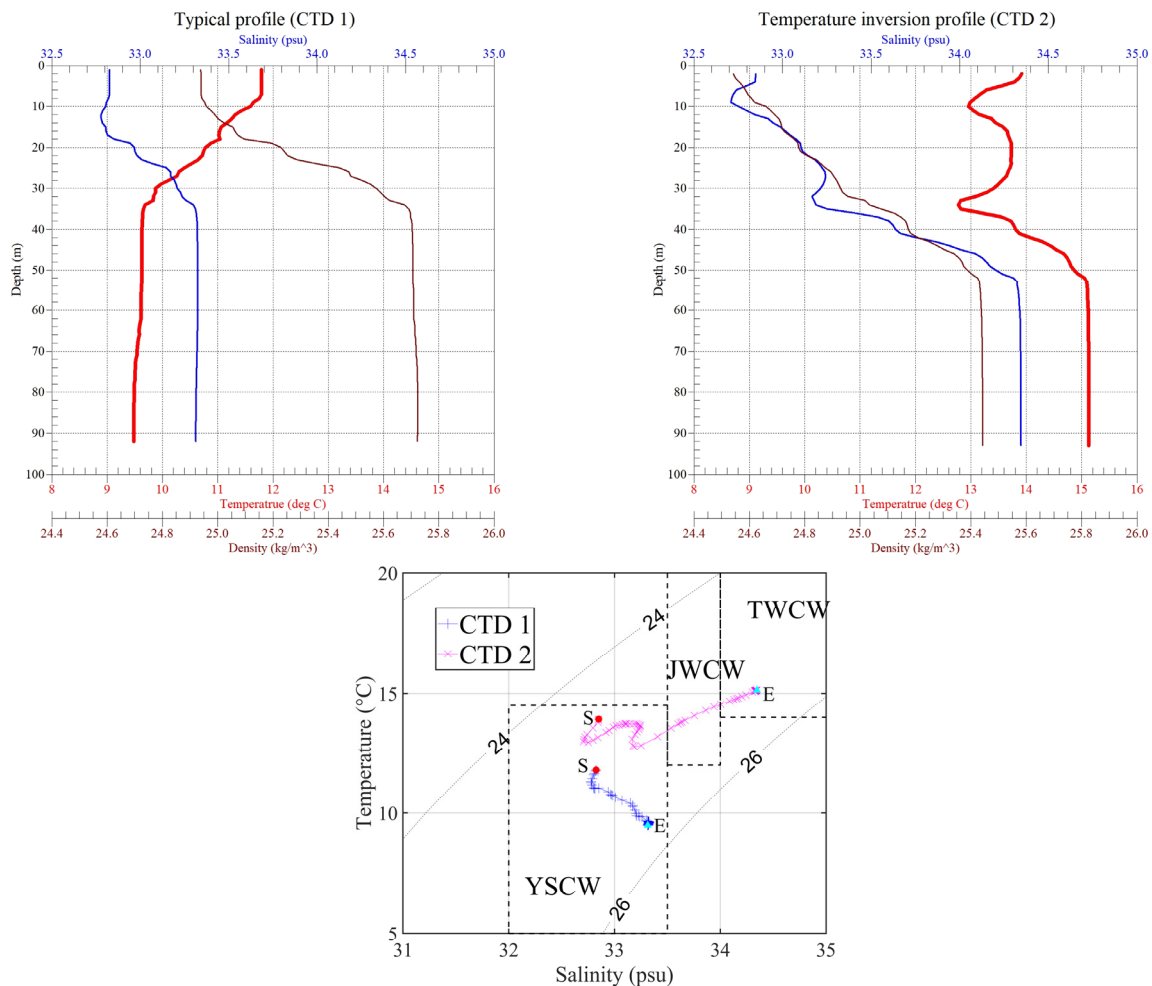 Typical profile (CTD 1)
Salinity (psu)
32.5 33.0 33.5 34.0 34.5 35.0
0
10
20
30
40
50
60
70
80
90
100
Depth (m)
8 9 10 11 12 13 14 15 16
Temperatrue (deg C)
24.4 24.6 24.8 25.0 25.2 25.4 25.6 25.8 26.0
Density (kg/m^3)
Temperature inversion profile (CTD 2)
Salinity (psu)
32.5 33.0 33.5 34.0 34.5 35.0
0
10
20
30
40
50
60
70
80
90
100
Depth (m)
8 9 10 11 12 13 14 15 16
Temperatrue (deg C)
24.4 24.6 24.8 25.0 25.2 25.4 25.6 25.8 26.0
Density (kg/m^3)
20
15
10
5
Temperature (°C)
CTD 1
CTD 2
24
TWCW
JWCW
E
S
24
26
S
E
YSCW
26
31 32 33 34 35
Salinity (psu)